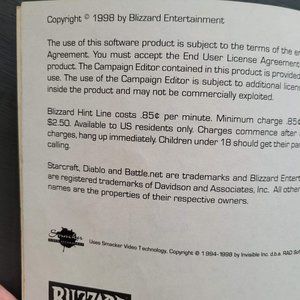 Copyright © 1998 by Blizzard Entertainment
The use of this software product is subject to the terms of the
Agreement. You must accept the End User License Agreement
product. The Campaign Editor contained in this product is provided
use. The use of the Campaign Editor is subject to additional
inside the product and may not be commercially exploited.
Blizzard Hint Line costs .85¢ per minute. Minimum charge .85¢
$2.50. Available to US residents only. Charges commence after
charges, hang up immediately. Children under 18 should get their
calling.
Starcraft, Diablo and Battle.net are trademarks and Blizzard
are registered trademarks of Davidson and Associates, Inc. All other
names are the properties of their respective owners.
Smacker
Uses Smacker Video Technology. Copyright © 1994-1998 by Invisible Inc. d.b.a. RAD
BLIZZARD